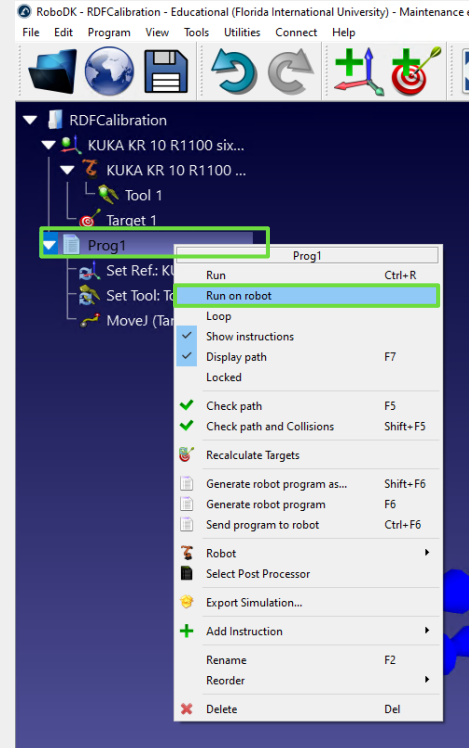 RoboDK - RDFCalibration - Educational (Florida International University) - Maintenance
File Edit Program View Tools Utilities Connect Help
RDFCalibration
KUKA KR 10 R1100 six...
KUKA KR 10 R1100 ...
Tool 1
Target 1
Prog1
Prog1
Set Ref.: KU
Run Ctrl+R
Set Tool: To
Run on robot
MoveJ (Tar
Loop
Show instructions
Display path F7
Locked
Check path F5
Check path and Collisions Shift+F5
Recalculate Targets
Generate robot program as... Shift+F6
Generate robot program F6
Send program to robot Ctrl+F6
Robot
Select Post Processor
Export Simulation...
Add Instruction
Rename F2
Reorder
Delete Del